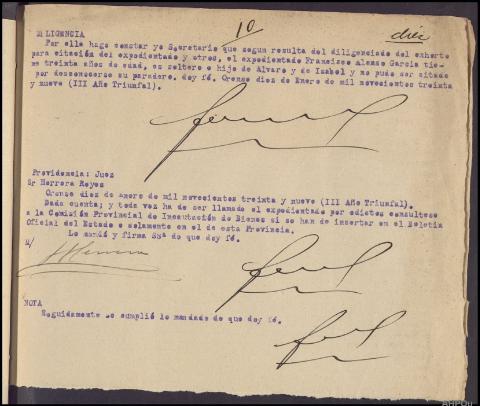 10
diez
DILIGENCIA
Por ella hago constar yo Secretario que segun resulta del diligenciado del exhorto
para citación del expedientado y otros, el expedientado Francisco Alonso Garcia tie-
ne treinta años de edad, es soltero e hijo de Alvaro y de Isabel y no pudo ser citado
por desconocerse su paradero. doy fé. Orense diez de Enero de mil novecientos treinta
y nueve (III Año Triunfal).
Providencia: Juez
Sr Herrera Reyes
Orense diez de enero de mil novecientos treinta y nueve (III Año Triunfal).
Dada cuenta; y toda vez ha de ser llamado el expedientado por edictos consultese
a la Comisión Provincial de Incautación de Bienes si se han de insertar en el Boletin
Oficial del Estado o solamente en el de esta Provincia.
Lo mandó y firma SSª de que doy fé.
M/
NOTA
Seguidamente se cumplió lo mandado de que doy fé.
AHPOu